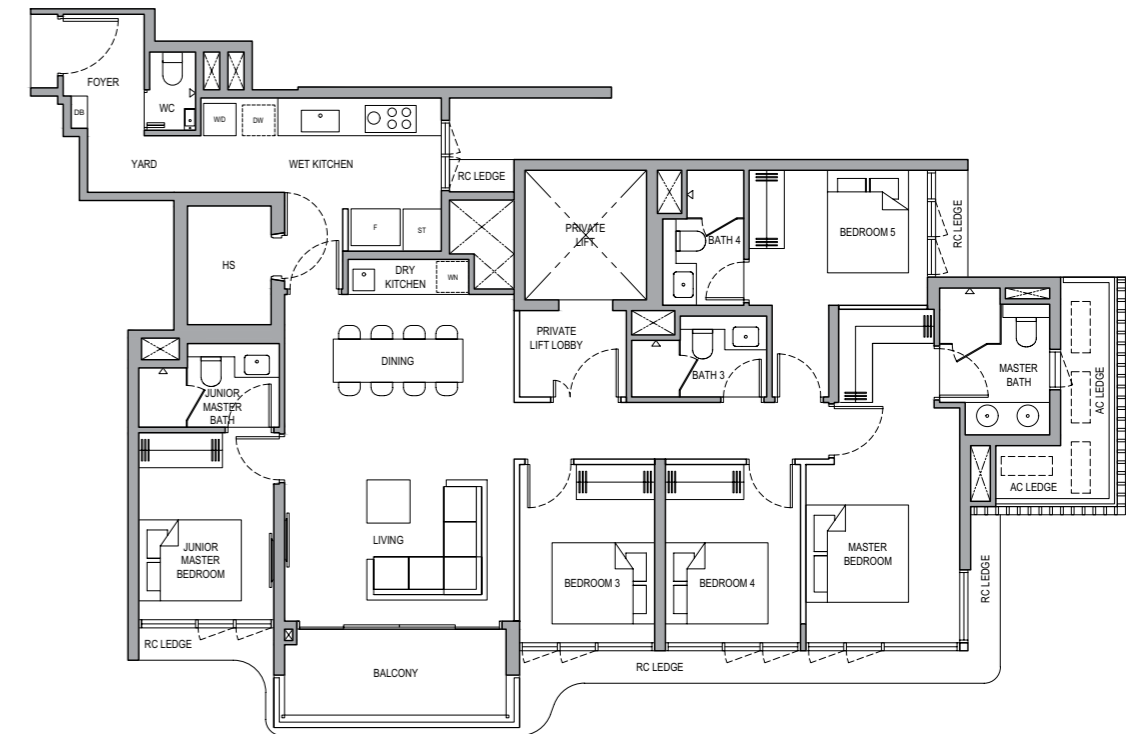 FOYER
DB
WC
W/D
DW
YARD
WET KITCHEN
RC LEDGE
HS
F
ST
DRY
KITCHEN
WN
PRIVATE
LIFT
BATH 4
BEDROOM 5
RC LEDGE
PRIVATE
LIFT LOBBY
BATH 3
DINING
JUNIOR
MASTER
BATH
MASTER
BATH
AC LEDGE
AC LEDGE
LIVING
JUNIOR
MASTER
BEDROOM
BEDROOM 3
BEDROOM 4
MASTER
BEDROOM
RC LEDGE
RC LEDGE
BALCONY
RC LEDGE